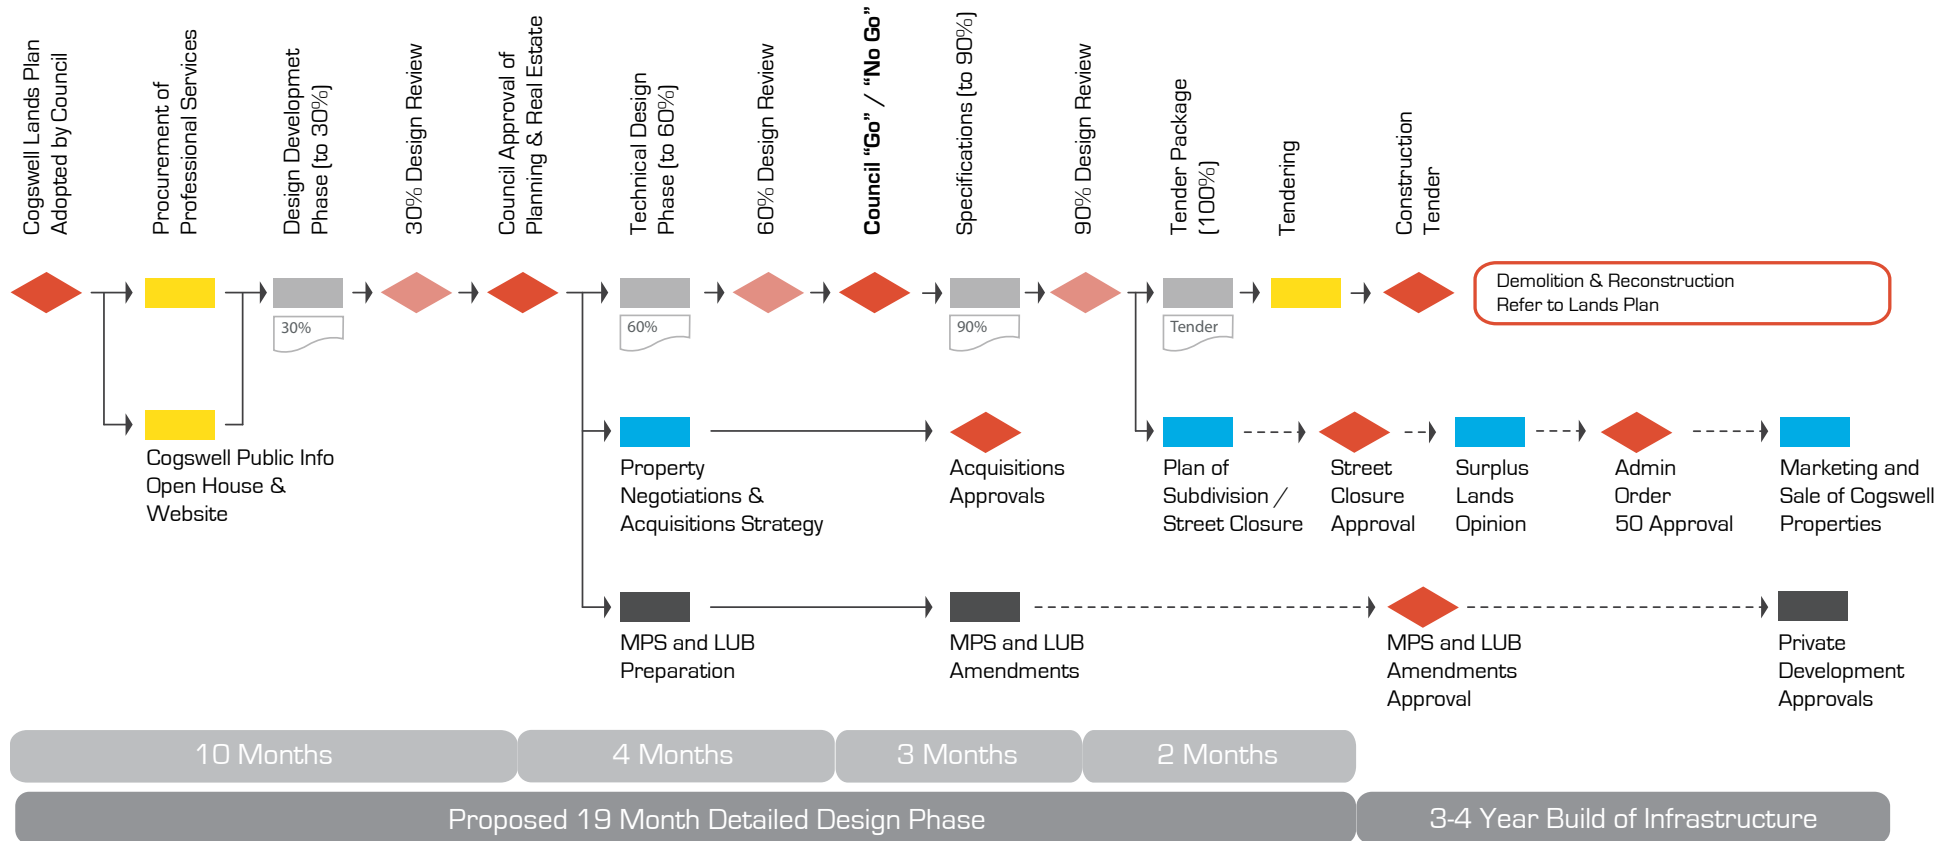 Cogswell Lands Plan
Adopted by Council
Procurement of
Professional Services
Design Developmet
Phase (to 30%)
30% Design Review
Council Approval of
Planning & Real Estate
Technical Design
Phase (to 60%)
60% Design Review
Council “Go” / “No Go”
Specifications (to 90%)
90% Design Review
Tender Package
(100%)
Tendering
Construction
Tender
30%
60%
90%
Tender
Demolition & Reconstruction
Refer to Lands Plan
Cogswell Public Info
Open House &
Website
Property
Negotiations &
Acquisitions Strategy
Acquisitions
Approvals
Plan of
Subdivision /
Street Closure
Street
Closure
Approval
Surplus
Lands
Opinion
Admin
Order
50 Approval
Marketing and
Sale of Cogswell
Properties
MPS and LUB
Preparation
MPS and LUB
Amendments
MPS and LUB
Amendments
Approval
Private
Development
Approvals
10 Months
4 Months
3 Months
2 Months
Proposed 19 Month Detailed Design Phase
3-4 Year Build of Infrastructure